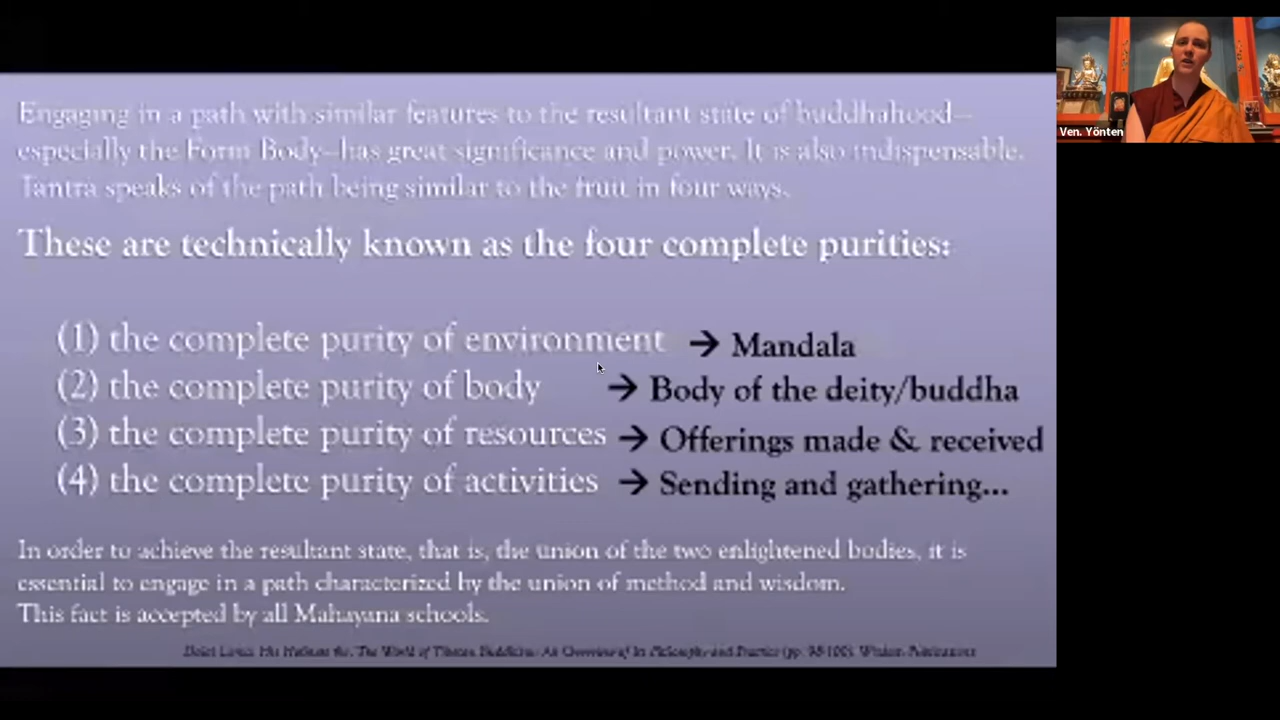 Engaging in a path with similar features to the resultant state of buddhahood—
especially the Form Body—has great significance and power. It is also indispensable.
Tantra speaks of the path being similar to the fruit in four ways.
These are technically known as the four complete purities:
(1) the complete purity of environment → Mandala
(2) the complete purity of body → Body of the deity/buddha
(3) the complete purity of resources → Offerings made & received
(4) the complete purity of activities → Sending and gathering...
In order to achieve the resultant state, that is, the union of the two enlightened bodies, it is
essential to engage in a path characterized by the union of method and wisdom.
This fact is accepted by all Mahayana schools.
Dalai Lama, His Holiness the. The World of Tibetan Buddhism: An Overview of Its Philosophy and Practice (pp. Wisdom Publications
Ven. Yönten